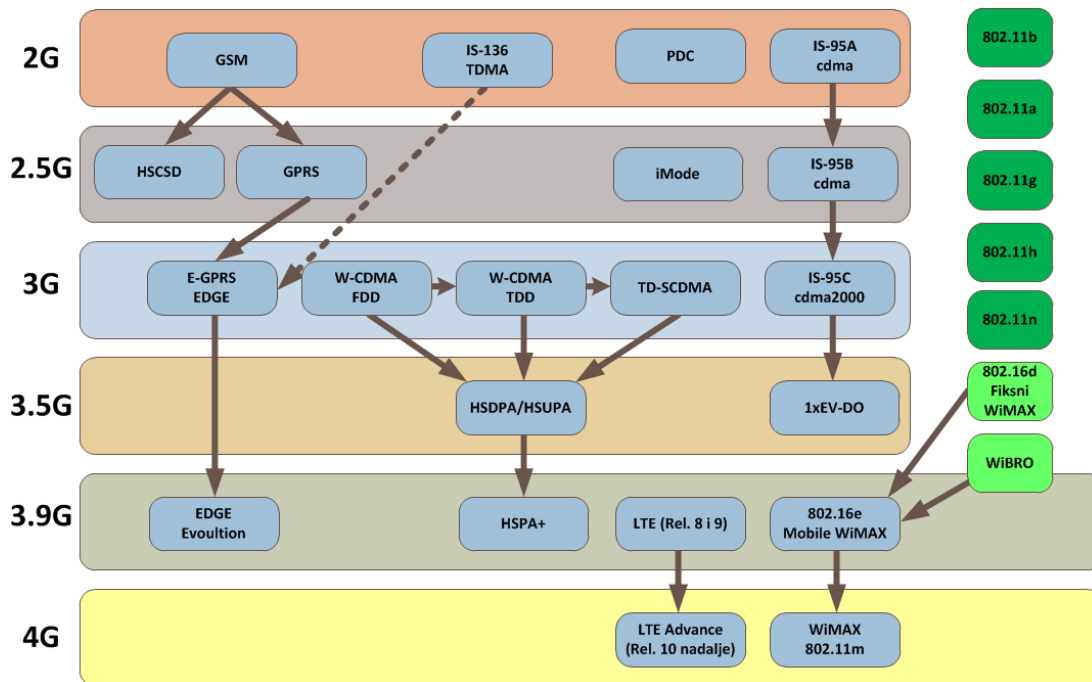 2G
GSM
IS-136
TDMA
PDC
IS-95A
cdma
802.11b
802.11a
2.5G
HSCSD
GPRS
iMode
IS-95B
cdma
802.11g
802.11h
3G
E-GPRS
EDGE
W-CDMA
FDD
W-CDMA
TDD
TD-SCDMA
IS-95C
cdma2000
802.11n
3.5G
HSDPA/HSUPA
1xEV-DO
802.16d
Fiksni
WiMAX
WiBRO
3.9G
EDGE
Evoultion
HSPA+
LTE (Rel. 8 i 9)
802.16e
Mobile WiMAX
4G
LTE Advance
(Rel. 10 nadalje)
WiMAX
802.11m